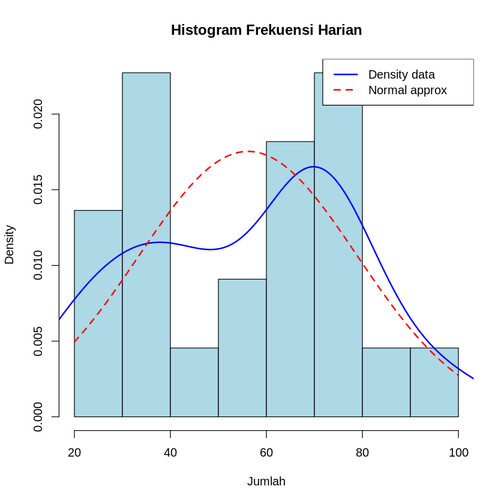 Histogram Frekuensi Harian
Density data
Normal approx
Density
0.000
0.005
0.010
0.015
0.020
20
40
60
80
100
Jumlah